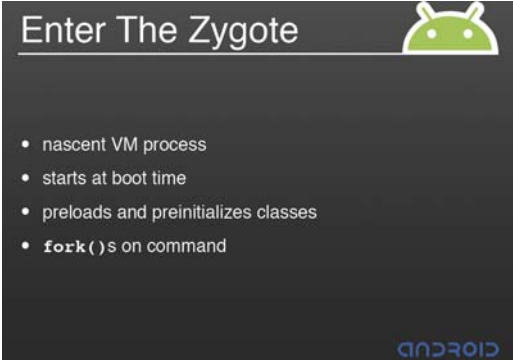 Enter The Zygote
• nascent VM process
• starts at boot time
• preloads and preinitializes classes
• fork()s on command
ANDROID